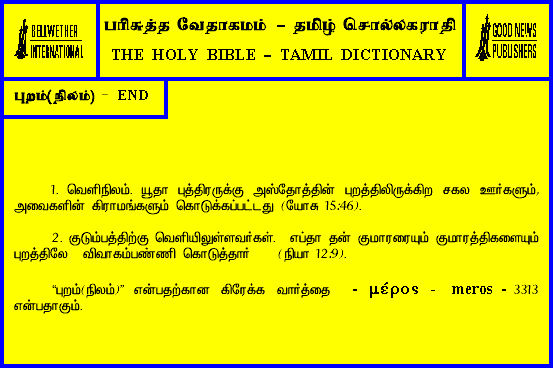 BELLWETHER
INTERNATIONAL
பரிசுத்த வேதாகமம் – தமிழ் சொல்லகராதி
THE HOLY BIBLE – TAMIL DICTIONARY
GOOD NEWS
PUBLISHERS
புறம்(நிலம்) – END
1. வெளிநிலம். யூதா புத்திரருக்கு அஸ்தோத்தின் புறத்திலிருக்கிற சகல ஊர்களும்,
அவைகளின் கிராமங்களும் கொடுக்கப்பட்டது (யோசு 15:46).
2. குடும்பத்திற்கு வெளியிலுள்ளவர்கள். எப்தா தன் குமாரரையும் குமாரத்திகளையும்
புறத்திலே விவாகம்பண்ணி கொடுத்தார் (நியா 12:9).
“புறம்(நிலம்)” என்பதற்கான கிரேக்க வார்த்தை - μέρος - meros - 3313
என்பதாகும்.